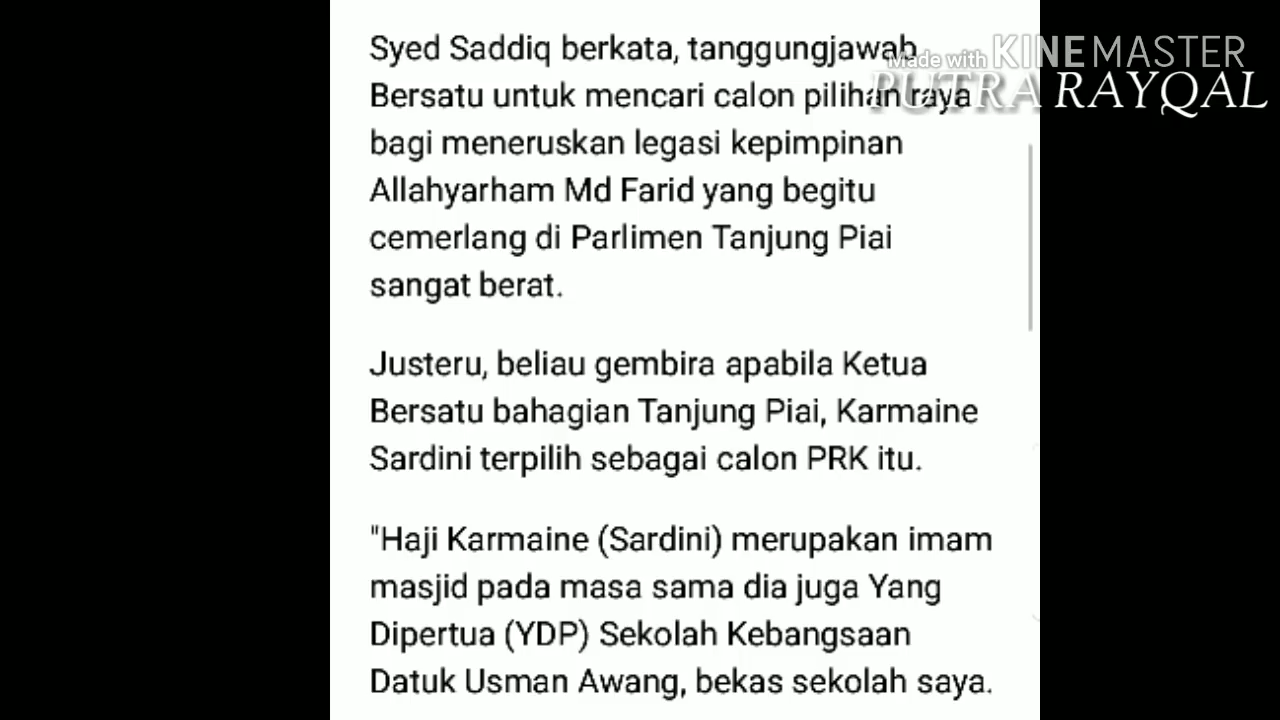 Syed Saddiq berkata, tanggungjawab
Made with KINEMASTER
Bersatu untuk mencari calon pilihan raya
PUTRA RAYQAL
bagi meneruskan legasi kepimpinan
Allahyarham Md Farid yang begitu
cemerlang di Parlimen Tanjung Piai
sangat berat.
Justeru, beliau gembira apabila Ketua
Bersatu bahagian Tanjung Piai, Karmaine
Sardini terpilih sebagai calon PRK itu.
"Haji Karmaine (Sardini) merupakan imam
masjid pada masa sama dia juga Yang
Dipertua (YDP) Sekolah Kebangsaan
Datuk Usman Awang, bekas sekolah saya.